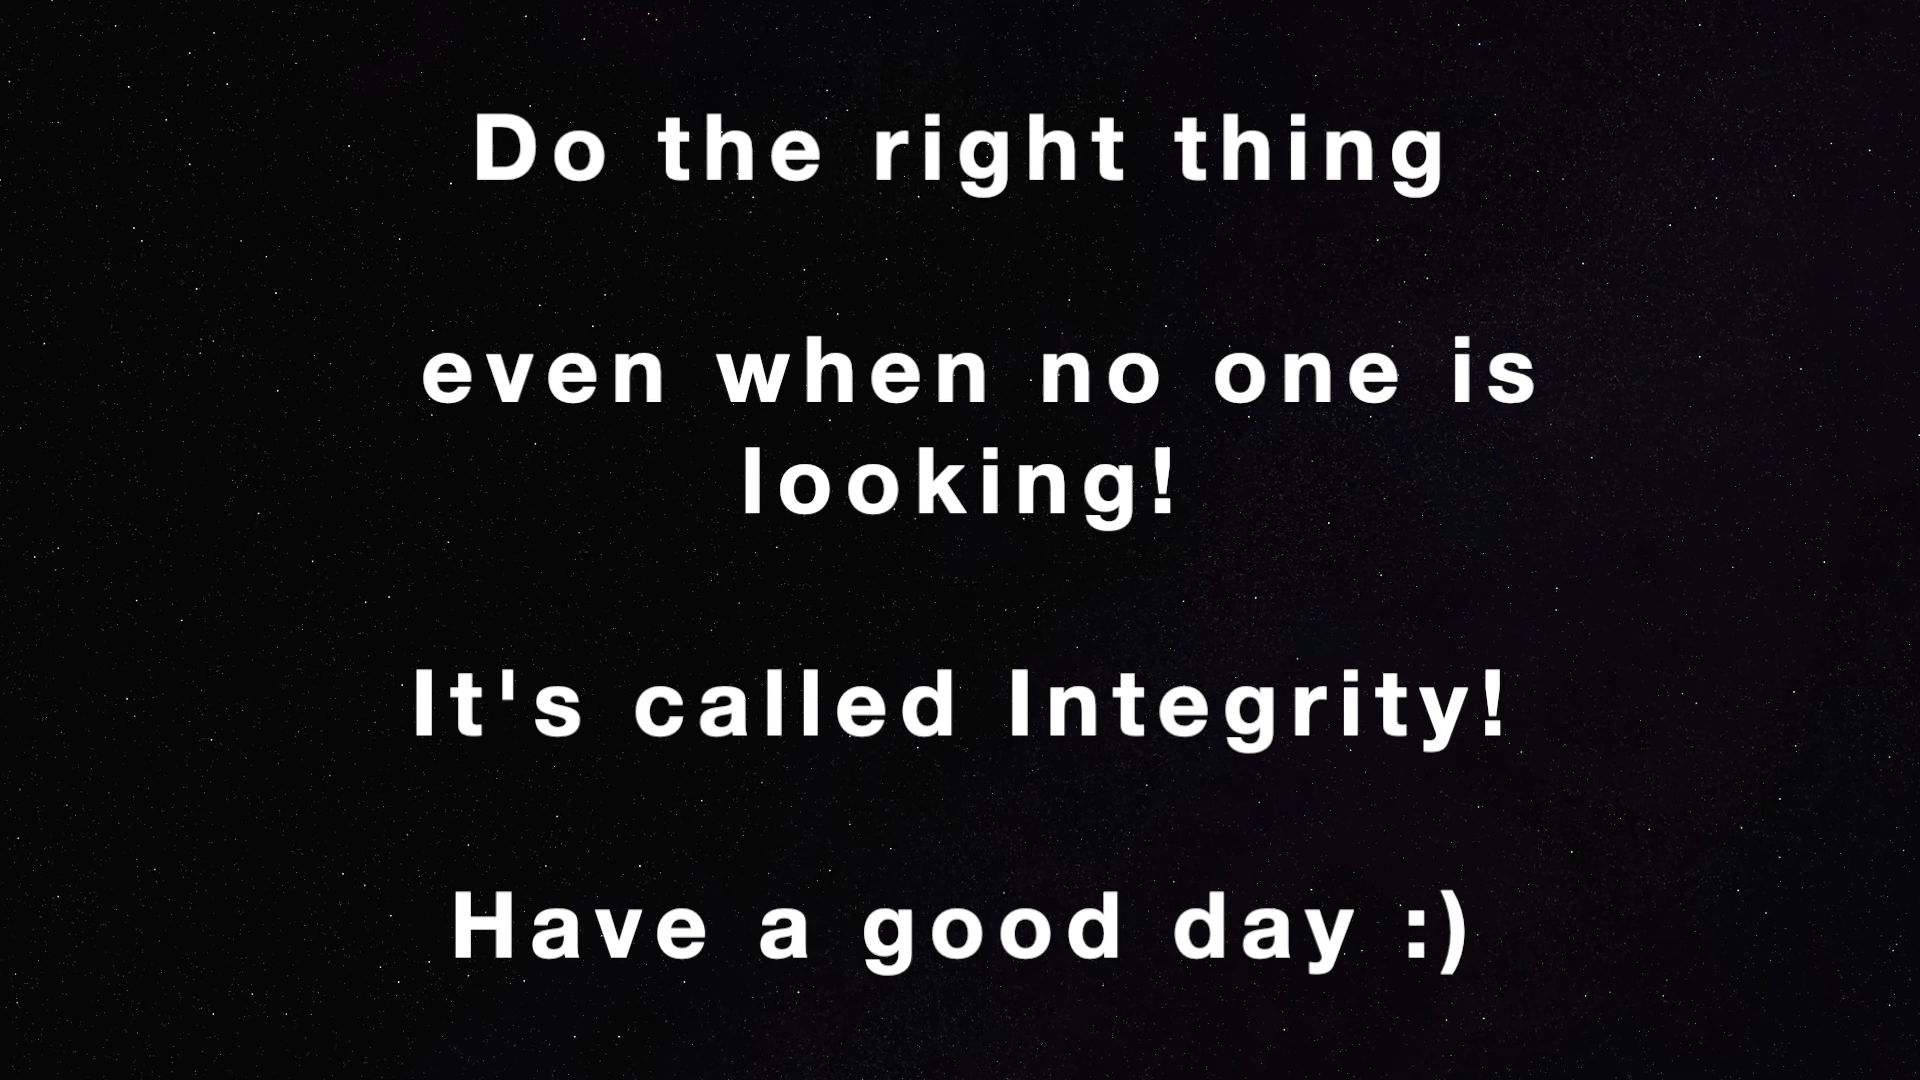 Do the right thing
even when no one is
looking!
It's called Integrity!
Have a good day :)